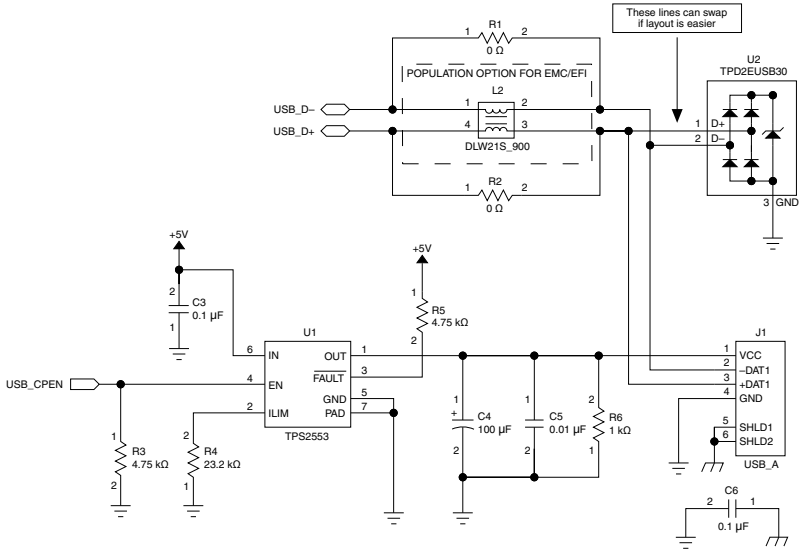 These lines can swap
if layout is easier
R1
1 2
0 Ω
U2
TPD2EUSB30
POPULATION OPTION FOR EMC/EFI
L2
USB_D– 1 2
USB_D+ 4 3
DLW21S_900
1 D+
2 D–
R2
1 2
0 Ω
3 GND
+5V
+5V
2
C3
0.1 µF
1
1
R5
4.75 kΩ
2
U1
6 IN OUT 1
FAULT 3
USB_CPEN 4 EN
GND 5
2 ILIM PAD 7
TPS2553
J1
1 VCC
2 –DAT1
3 +DAT1
4 GND
5 SHLD1
6 SHLD2
USB_A
1
R3
4.75 kΩ
2
2
R4
23.2 kΩ
1
1
+
C4
100 µF
2
1
C5
0.01 µF
2
2
R6
1 kΩ
1
C6
2 1
0.1 µF